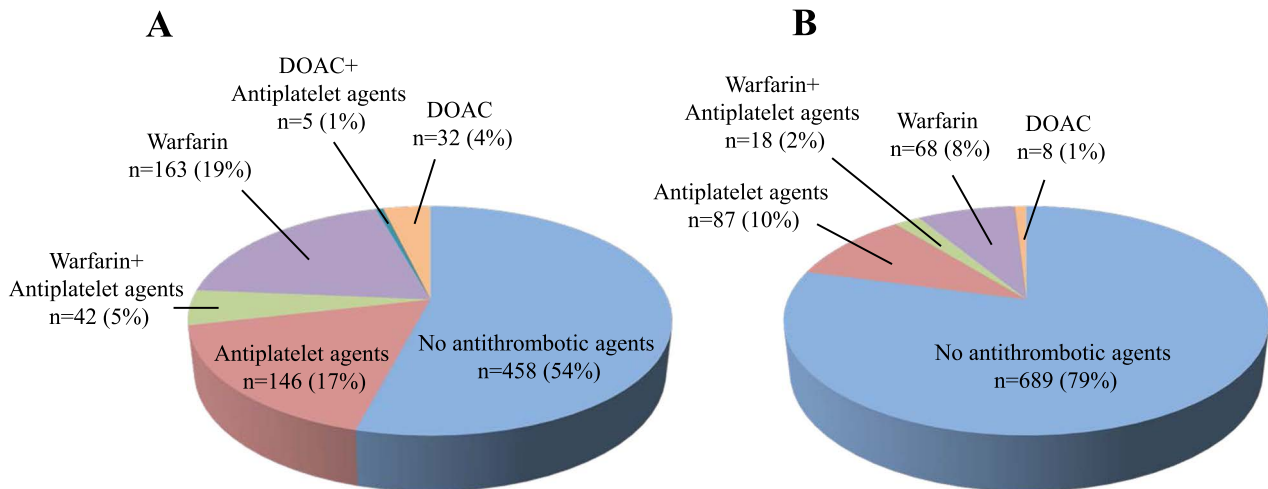 A
DOAC+
Antiplatelet agents
n=5 (1%)
DOAC
n=32 (4%)
Warfarin
n=163 (19%)
Warfarin+
Antiplatelet agents
n=42 (5%)
Antiplatelet agents
n=146 (17%)
No antithrombotic agents
n=458 (54%)
B
Warfarin+
Antiplatelet agents
n=18 (2%)
Warfarin
n=68 (8%)
DOAC
n=8 (1%)
Antiplatelet agents
n=87 (10%)
No antithrombotic agents
n=689 (79%)